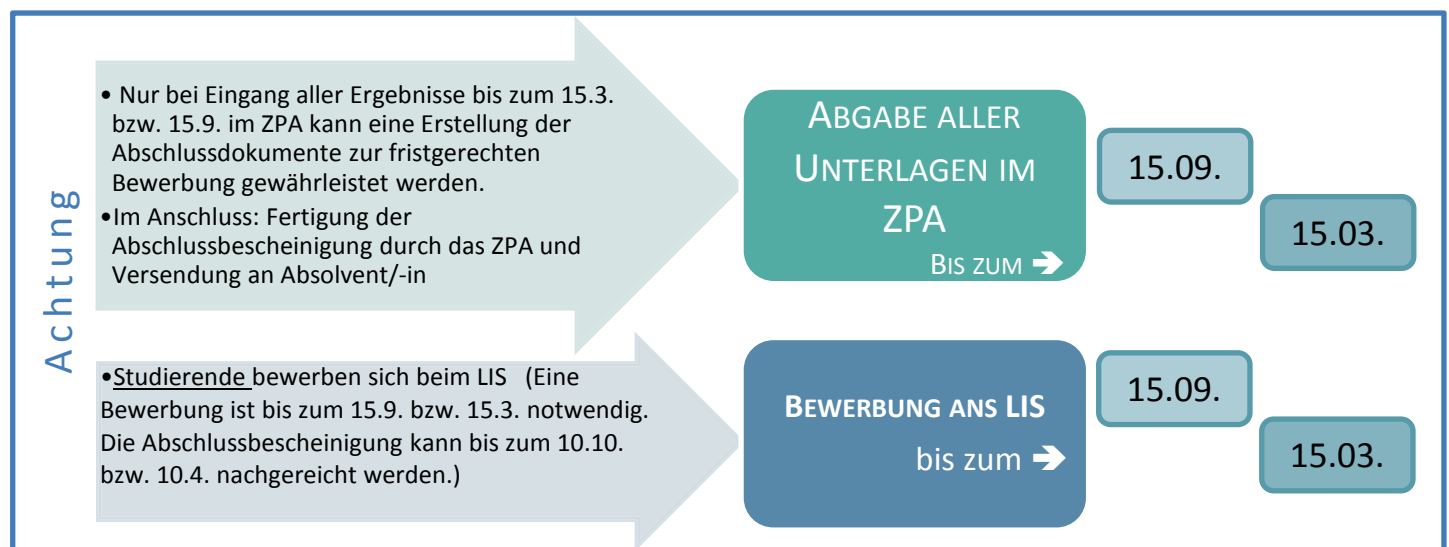 Achtung
• Nur bei Eingang aller Ergebnisse bis zum 15.3.
bzw. 15.9. im ZPA kann eine Erstellung der
Abschlussdokumente zur fristgerechten
Bewerbung gewährleistet werden.
•Im Anschluss: Fertigung der
Abschlussbescheinigung durch das ZPA und
Versendung an Absolvent/-in
ABGABE ALLER
UNTERLAGEN IM
ZPA
BIS ZUM ➔
15.09.
15.03.
•Studierende bewerben sich beim LIS (Eine
Bewerbung ist bis zum 15.9. bzw. 15.3. notwendig.
Die Abschlussbescheinigung kann bis zum 10.10.
bzw. 10.4. nachgereicht werden.)
BEWERBUNG ANS LIS
bis zum ➔
15.09.
15.03.